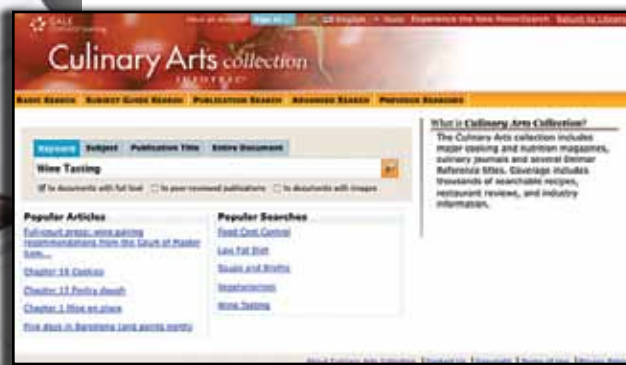 GALE
Have an account? Sign in English Tools Experience the New PowerSearch Return to Library
Culinary Arts collection
INFOTRAC
BASIC SEARCH SUBJECT GUIDE SEARCH PUBLICATION SEARCH ADVANCED SEARCH PREVIOUS SEARCHES
Keyword Subject Publication Title Entire Document
Wine Tasting
in documents with full text to peer-reviewed publications to documents with images
Popular Articles
Full-court press: wine pairing
recommendations from the Court of Master
Som...
Chapter 16 Cookies
Chapter 13 Pastry dough
Chapter 1 Mise en place
Five days in Barcelona (and points north)
Popular Searches
Food Cost Control
Low Fat Diet
Soups and Broths
Vegetarianism
Wine Tasting
What is Culinary Arts Collection?
The Culinary Arts collection includes
major cooking and nutrition magazines,
culinary journals and several Delmar
Reference titles. Coverage includes
thousands of searchable recipes,
restaurant reviews, and industry
information.
About Culinary Arts Collection Contact Us Copyright Terms of Use Privacy